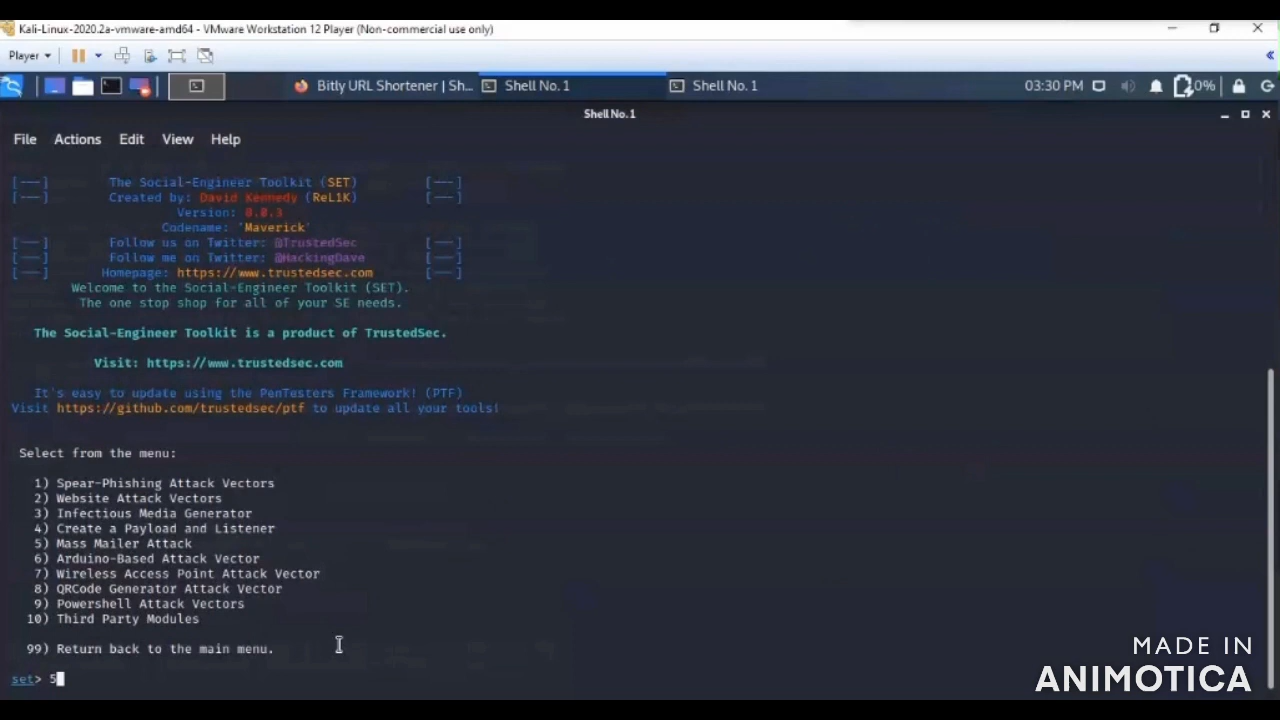 Kali-Linux-2020.2a-vmware-amd64 - VMware Workstation 12 Player (Non-commercial use only)
Player
Bitly URL Shortener | Sh...
Shell No. 1
Shell No. 1
03:30 PM
0%
Shell No. 1
File Actions Edit View Help
[---] The Social-Engineer Toolkit (SET) [---]
[---] Created by: David Kennedy (ReL1K) [---]
Version: 8.0.3
Codename: 'Maverick'
[---] Follow us on Twitter: @TrustedSec [---]
[---] Follow me on Twitter: @HackingDave [---]
[---] Homepage: https://www.trustedsec.com [---]
Welcome to the Social-Engineer Toolkit (SET).
The one stop shop for all of your SE needs.
The Social-Engineer Toolkit is a product of TrustedSec.
Visit: https://www.trustedsec.com
It's easy to update using the PenTesters Framework! (PTF)
Visit https://github.com/trustedsec/ptf to update all your tools!
Select from the menu:
1) Spear-Phishing Attack Vectors
2) Website Attack Vectors
3) Infectious Media Generator
4) Create a Payload and Listener
5) Mass Mailer Attack
6) Arduino-Based Attack Vector
7) Wireless Access Point Attack Vector
8) QRCode Generator Attack Vector
9) Powershell Attack Vectors
10) Third Party Modules
99) Return back to the main menu.
set> 5
MADE IN
ANIMOTICA